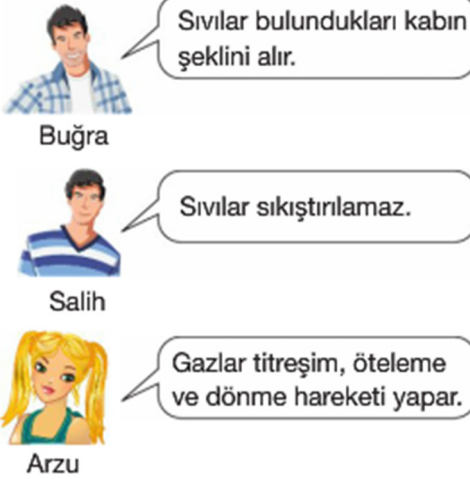 Sıvılar bulundukları kabın
şeklini alır.
Buğra
Sıvılar sıkıştırılamaz.
Salih
Gazlar titreşim, öteleme
ve dönme hareketi yapar.
Arzu